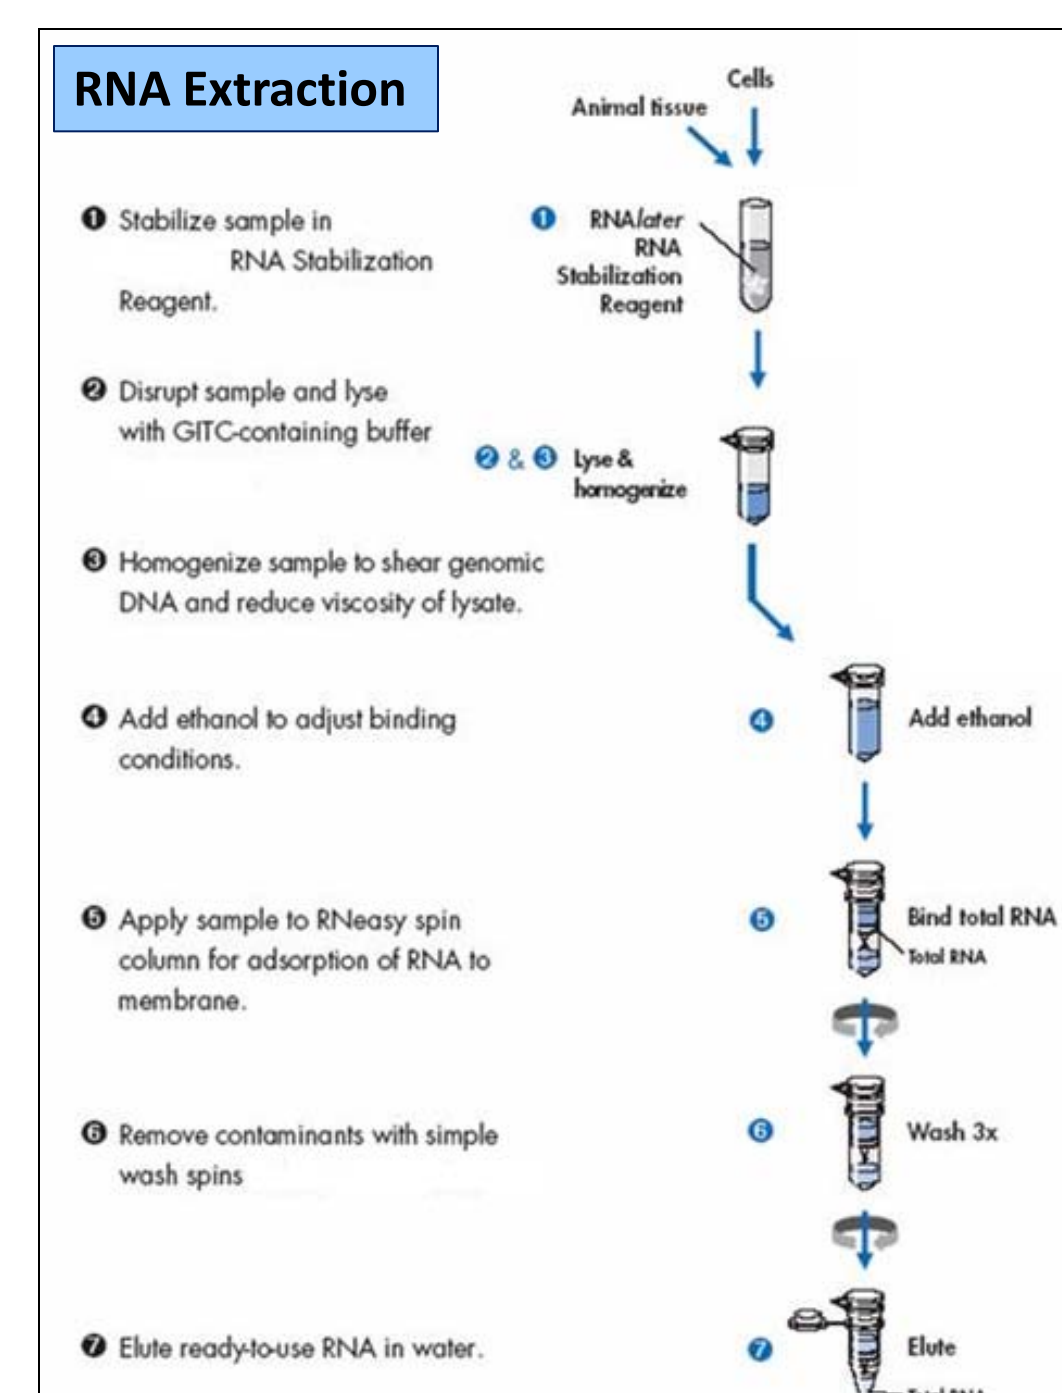 RNA Extraction
Cells
Animal tissue
❶ Stabilize sample in
RNA Stabilization
Reagent.
❶ RNAlater
RNA
Stabilization
Reagent
❷ Disrupt sample and lyse
with GITC-containing buffer
❷ & ❸ Lyse &
homogenize
❸ Homogenize sample to shear genomic
DNA and reduce viscosity of lysate.
❹ Add ethanol to adjust binding
conditions.
❹ Add ethanol
❺ Apply sample to RNeasy spin
column for adsorption of RNA to
membrane.
❺ Bind total RNA
Total RNA
❻ Remove contaminants with simple
wash spins
❻ Wash 3x
❼ Elute ready-to-use RNA in water.
❼ Elute
Total RNA